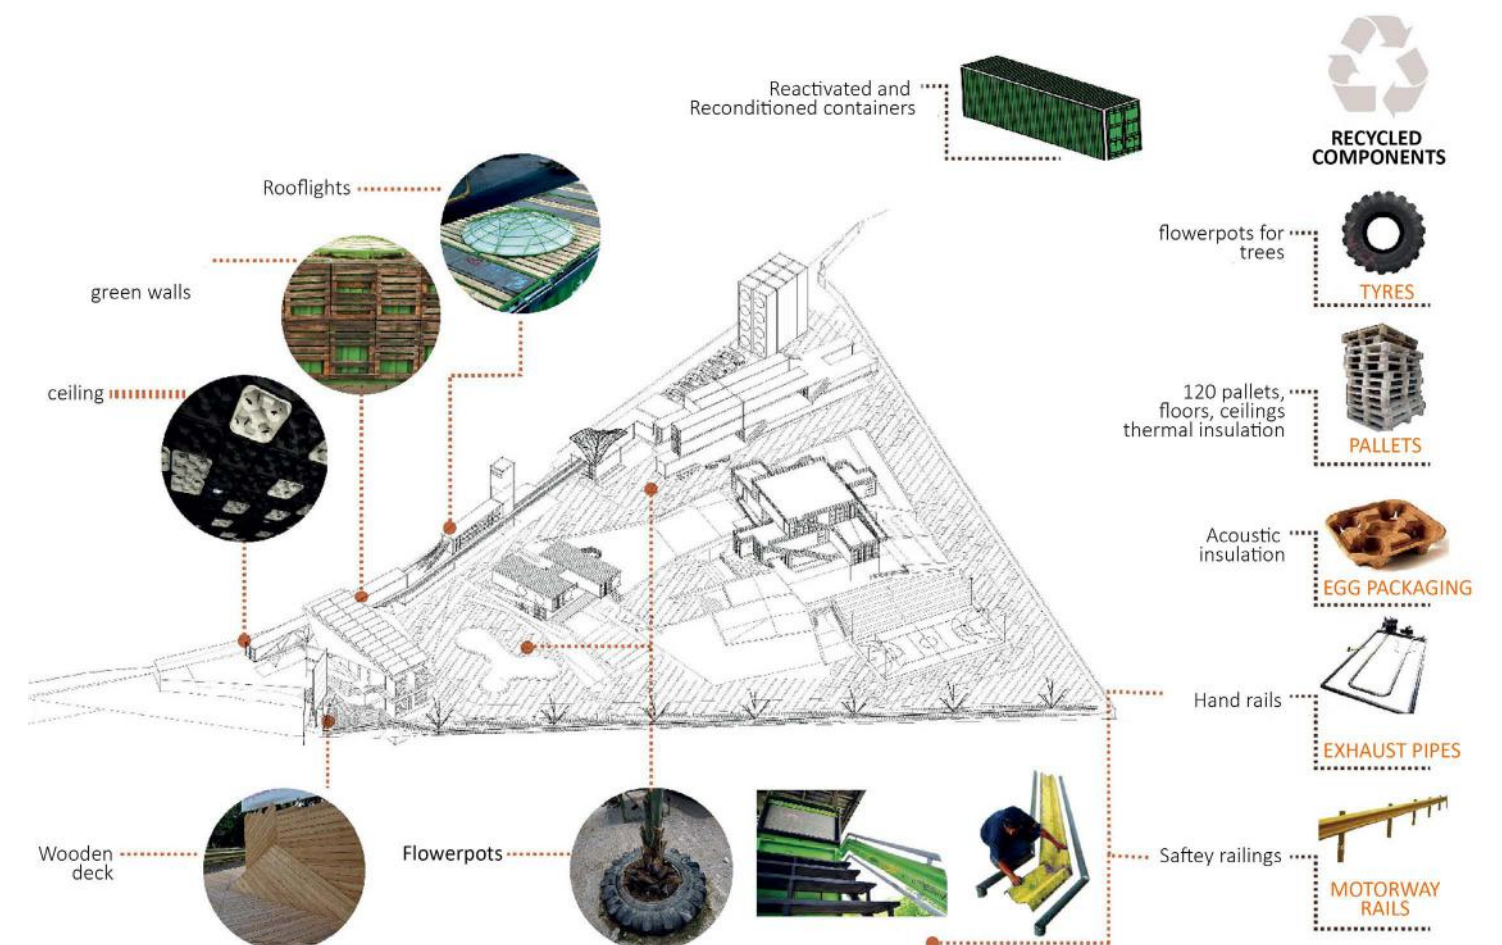 Reactivated and
Reconditioned containers
RECYCLED
COMPONENTS
Rooflights
green walls
ceiling
flowerpots for
trees
TYRES
120 pallets,
floors, ceilings
thermal insulation
PALLETS
Acoustic
insulation
EGG PACKAGING
Hand rails
EXHAUST PIPES
Wooden
deck
Flowerpots
Saftey railings
MOTORWAY
RAILS